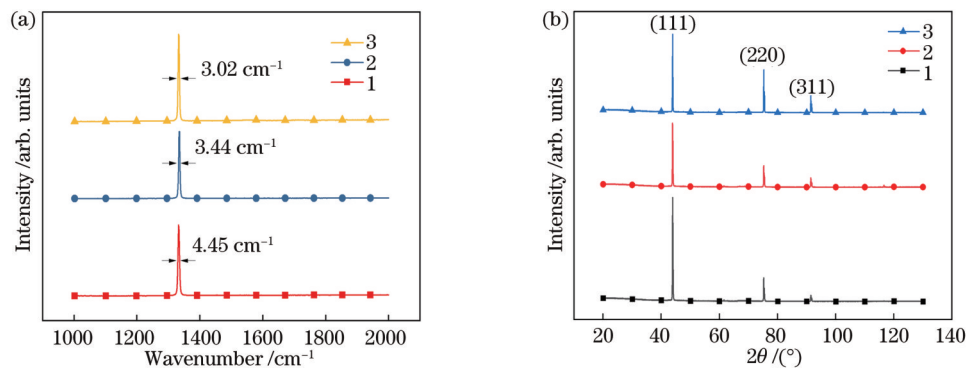 (a)
3
2
1
3.02 cm⁻¹
3.44 cm⁻¹
4.45 cm⁻¹
Intensity /arb. units
1000 1200 1400 1600 1800 2000
Wavenumber /cm⁻¹
(b)
(111)
(220)
(311)
3
2
1
Intensity /arb. units
20 40 60 80 100 120 140
2θ /(°)